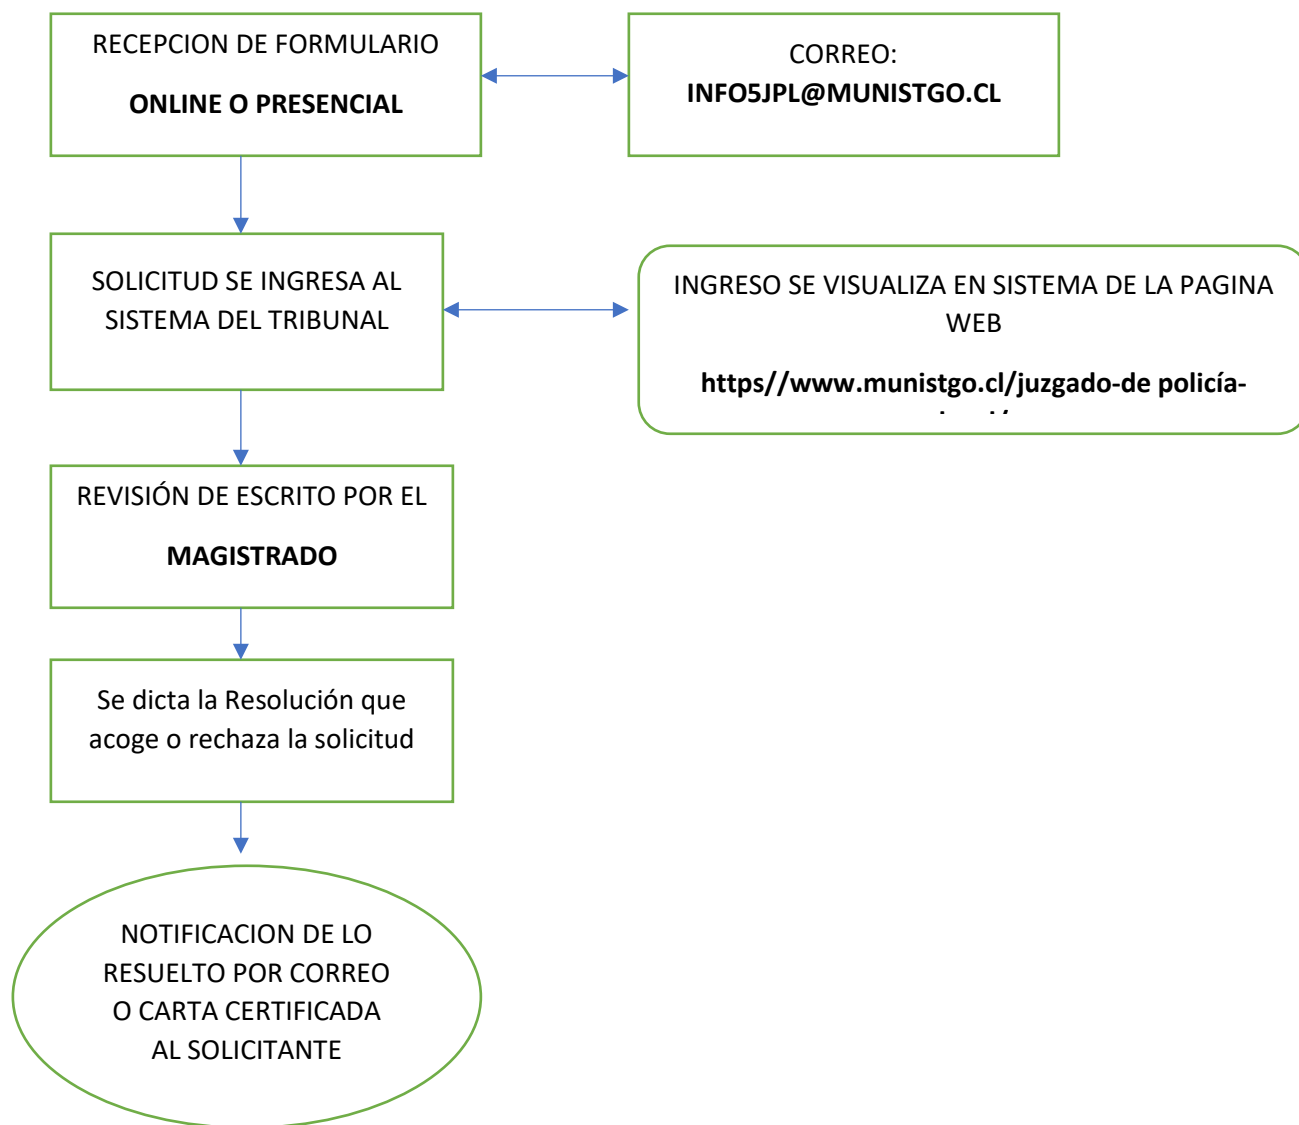 RECEPCION DE FORMULARIO
ONLINE O PRESENCIAL
CORREO:
INFO5JPL@MUNISTGO.CL
SOLICITUD SE INGRESA AL
SISTEMA DEL TRIBUNAL
INGRESO SE VISUALIZA EN SISTEMA DE LA PAGINA
WEB
https//www.munistgo.cl/juzgado-de policía-
REVISIÓN DE ESCRITO POR EL
MAGISTRADO
Se dicta la Resolución que
acoge o rechaza la solicitud
NOTIFICACION DE LO
RESUELTO POR CORREO
O CARTA CERTIFICADA
AL SOLICITANTE